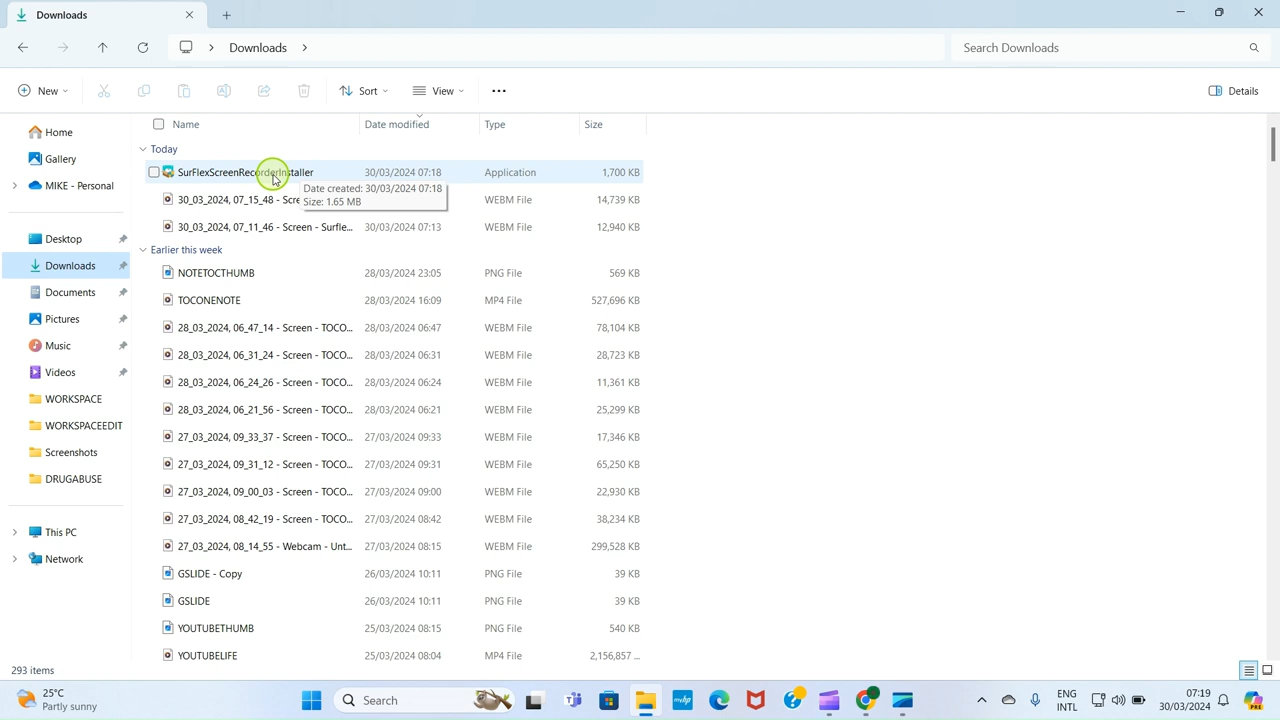 Downloads
Downloads
Search Downloads
New
Sort
View
Details
Name Date modified Type Size
Home
Gallery
MIKE - Personal
Desktop
Downloads
Documents
Pictures
Music
Videos
WORKSPACE
WORKSPACEEDIT
Screenshots
DRUGABUSE
This PC
Network
Today
SurFlexScreenRecorderInstaller 30/03/2024 07:18 Application 1,700 KB
Date created: 30/03/2024 07:18
Size: 1.65 MB
30_03_2024, 07_15_48 - Scre WEBM File 14,739 KB
30_03_2024, 07_11_46 - Screen - Surfle... 30/03/2024 07:13 WEBM File 12,940 KB
Earlier this week
NOTETOCTHUMB 28/03/2024 23:05 PNG File 569 KB
TOCONENOTE 28/03/2024 16:09 MP4 File 527,696 KB
28_03_2024, 06_47_14 - Screen - TOCO... 28/03/2024 06:47 WEBM File 78,104 KB
28_03_2024, 06_31_24 - Screen - TOCO... 28/03/2024 06:31 WEBM File 28,723 KB
28_03_2024, 06_24_26 - Screen - TOCO... 28/03/2024 06:24 WEBM File 11,361 KB
28_03_2024, 06_21_56 - Screen - TOCO... 28/03/2024 06:21 WEBM File 25,299 KB
27_03_2024, 09_33_37 - Screen - TOCO... 27/03/2024 09:33 WEBM File 17,346 KB
27_03_2024, 09_31_12 - Screen - TOCO... 27/03/2024 09:31 WEBM File 65,250 KB
27_03_2024, 09_00_03 - Screen - TOCO... 27/03/2024 09:00 WEBM File 22,930 KB
27_03_2024, 08_42_19 - Screen - TOCO... 27/03/2024 08:42 WEBM File 38,234 KB
27_03_2024, 08_14_55 - Webcam - Unt... 27/03/2024 08:15 WEBM File 299,528 KB
GSLIDE - Copy 26/03/2024 10:11 PNG File 39 KB
GSLIDE 26/03/2024 10:11 PNG File 39 KB
YOUTUBETHUMB 25/03/2024 08:15 PNG File 540 KB
YOUTUBELIFE 25/03/2024 08:04 MP4 File 2,156,857 ...
293 items
25°C
Partly sunny
Search
myhp
ENG
INTL
07:19
30/03/2024
PRE